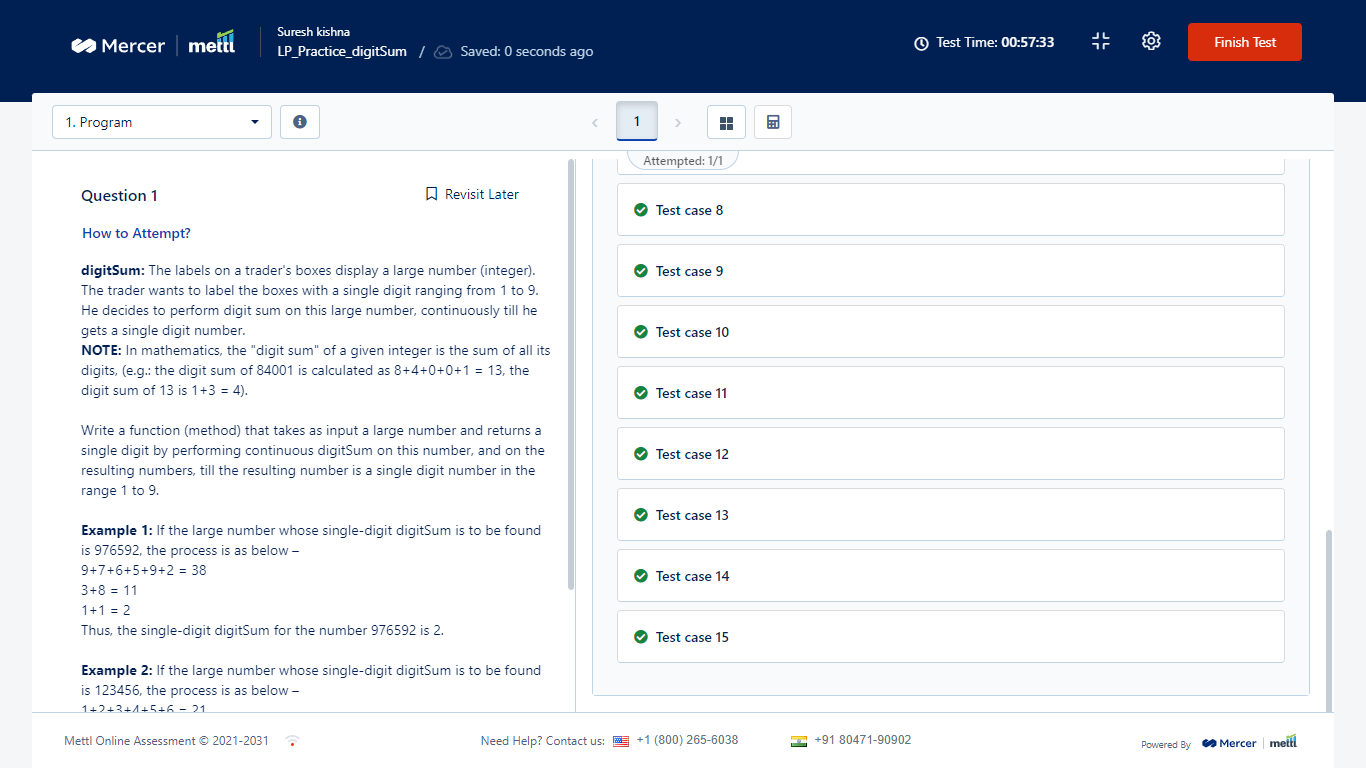 Mercer | mettl
Suresh kishna
LP_Practice_digitSum / Saved: 0 seconds ago
Test Time: 00:57:33
Finish Test
1. Program
1
Attempted: 1/1
Question 1
Revisit Later
How to Attempt?
digitSum: The labels on a trader's boxes display a large number (integer).
The trader wants to label the boxes with a single digit ranging from 1 to 9.
He decides to perform digit sum on this large number, continuously till he
gets a single digit number.
NOTE: In mathematics, the "digit sum" of a given integer is the sum of all its
digits, (e.g.: the digit sum of 84001 is calculated as 8+4+0+0+1 = 13, the
digit sum of 13 is 1+3 = 4).
Write a function (method) that takes as input a large number and returns a
single digit by performing continuous digitSum on this number, and on the
resulting numbers, till the resulting number is a single digit number in the
range 1 to 9.
Example 1: If the large number whose single-digit digitSum is to be found
is 976592, the process is as below –
9+7+6+5+9+2 = 38
3+8 = 11
1+1 = 2
Thus, the single-digit digitSum for the number 976592 is 2.
Example 2: If the large number whose single-digit digitSum is to be found
is 123456, the process is as below –
1+2+3+4+5+6 = 21
Test case 8
Test case 9
Test case 10
Test case 11
Test case 12
Test case 13
Test case 14
Test case 15
Mettl Online Assessment © 2021-2031
Need Help? Contact us: +1 (800) 265-6038
+91 80471-90902
Powered By Mercer | mettl